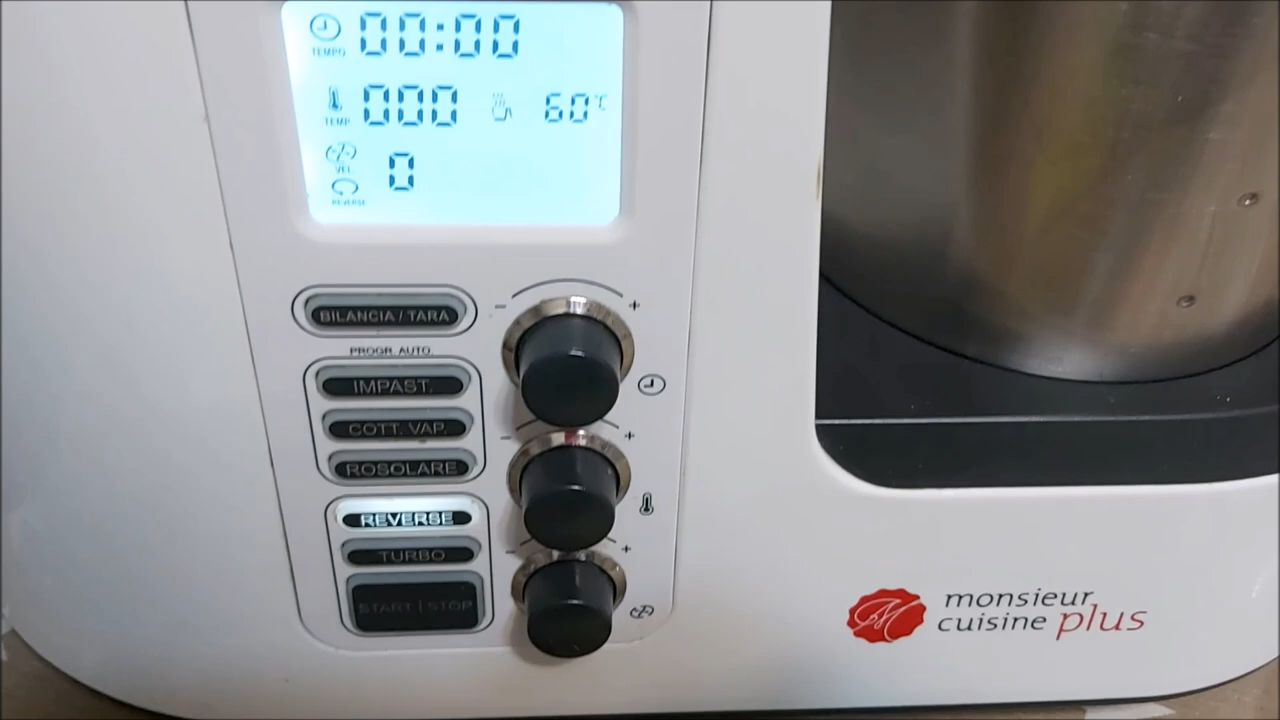 00:00
TEMPO
000
60°C
TEMP
0
VEL
REVERSE
BILANCIA / TARA
- +
PROGR. AUTO.
IMPAST.
COTT. VAP.
- +
ROSOLARE
REVERSE
TURBO
- +
START | STOP
monsieur
cuisine plus